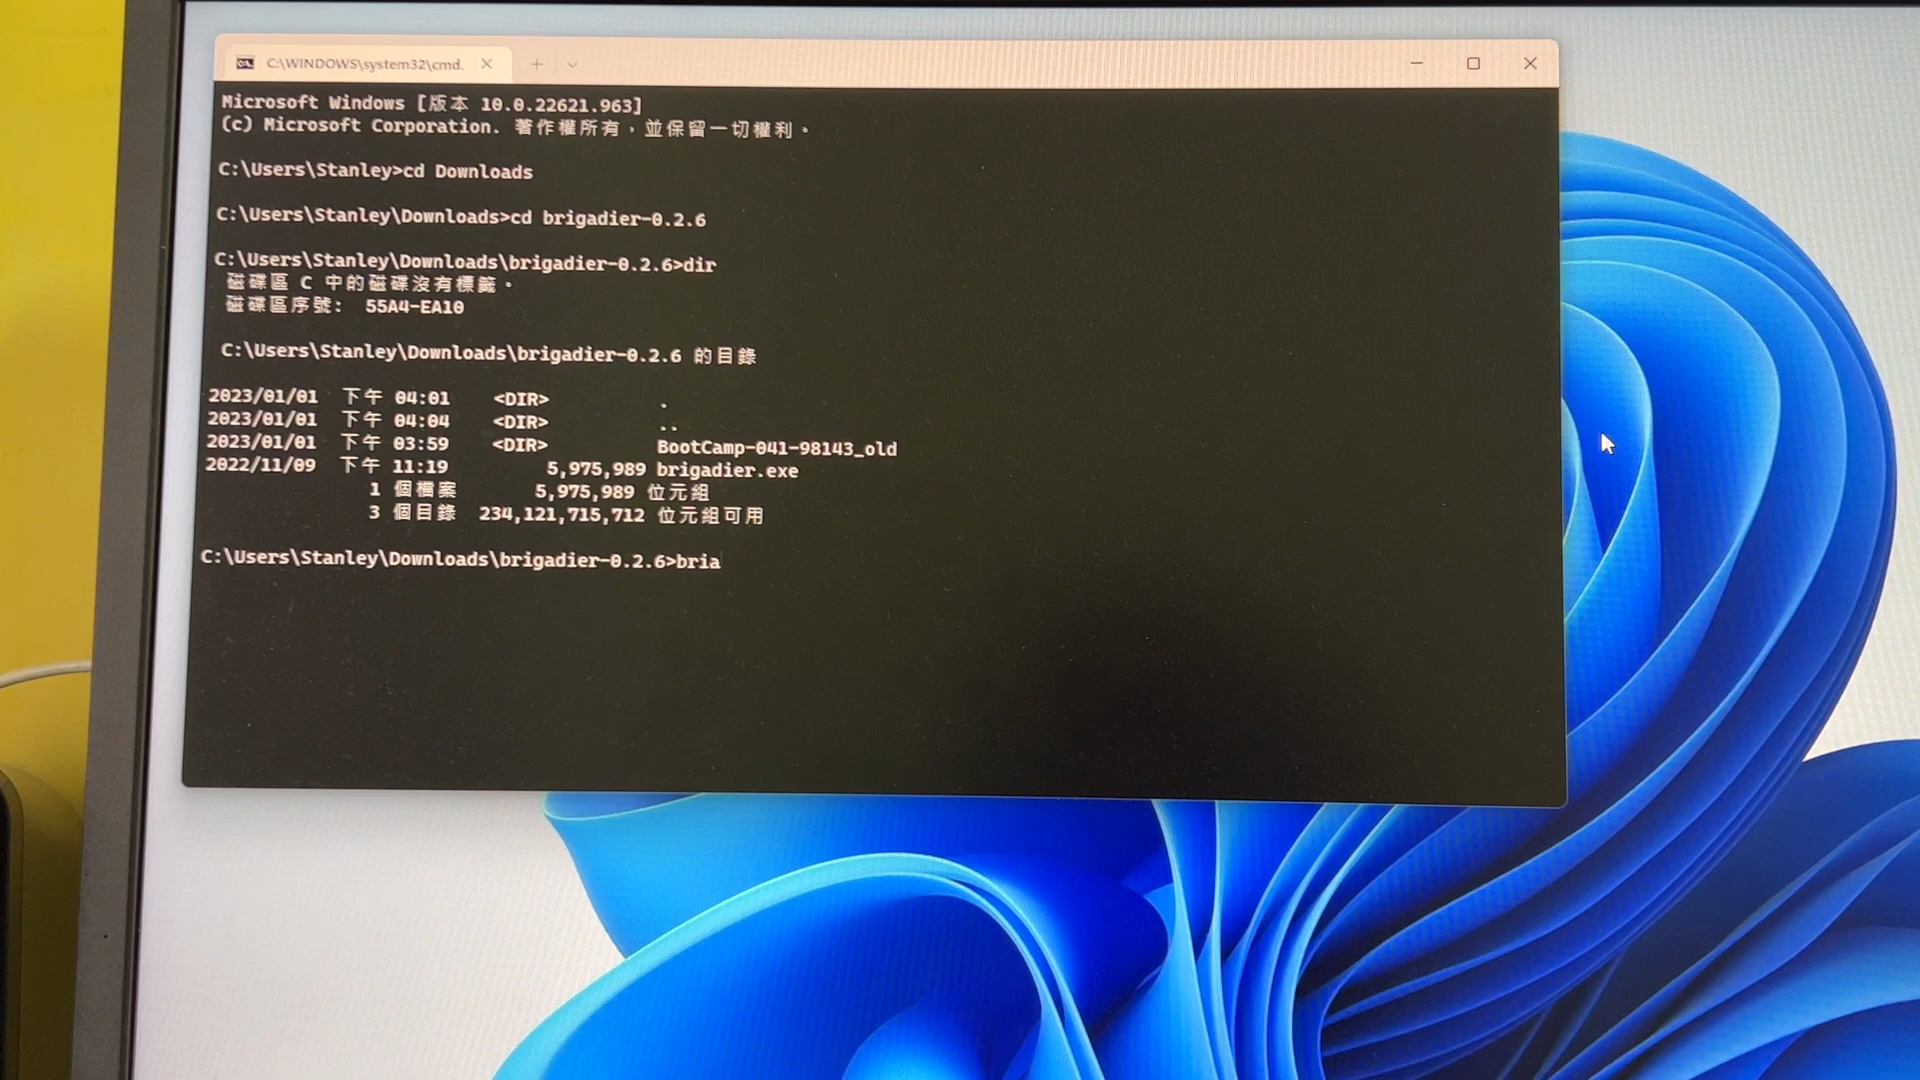 C:\WINDOWS\system32\cmd.
Microsoft Windows [版本 10.0.22621.963]
(c) Microsoft Corporation. 著作權所有，並保留一切權利。
C:\Users\Stanley>cd Downloads
C:\Users\Stanley\Downloads>cd brigadier-0.2.6
C:\Users\Stanley\Downloads\brigadier-0.2.6>dir
磁碟區 C 中的磁碟沒有標籤。
磁碟區序號:  55A4-EA10
C:\Users\Stanley\Downloads\brigadier-0.2.6 的目錄
2023/01/01  下午 04:01    <DIR>          .
2023/01/01  下午 04:04    <DIR>          ..
2023/01/01  下午 03:59    <DIR>          BootCamp-041-98143_old
2022/11/09  下午 11:19         5,975,989 brigadier.exe
1 個檔案       5,975,989 位元組
3 個目錄  234,121,715,712 位元組可用
C:\Users\Stanley\Downloads\brigadier-0.2.6>bria